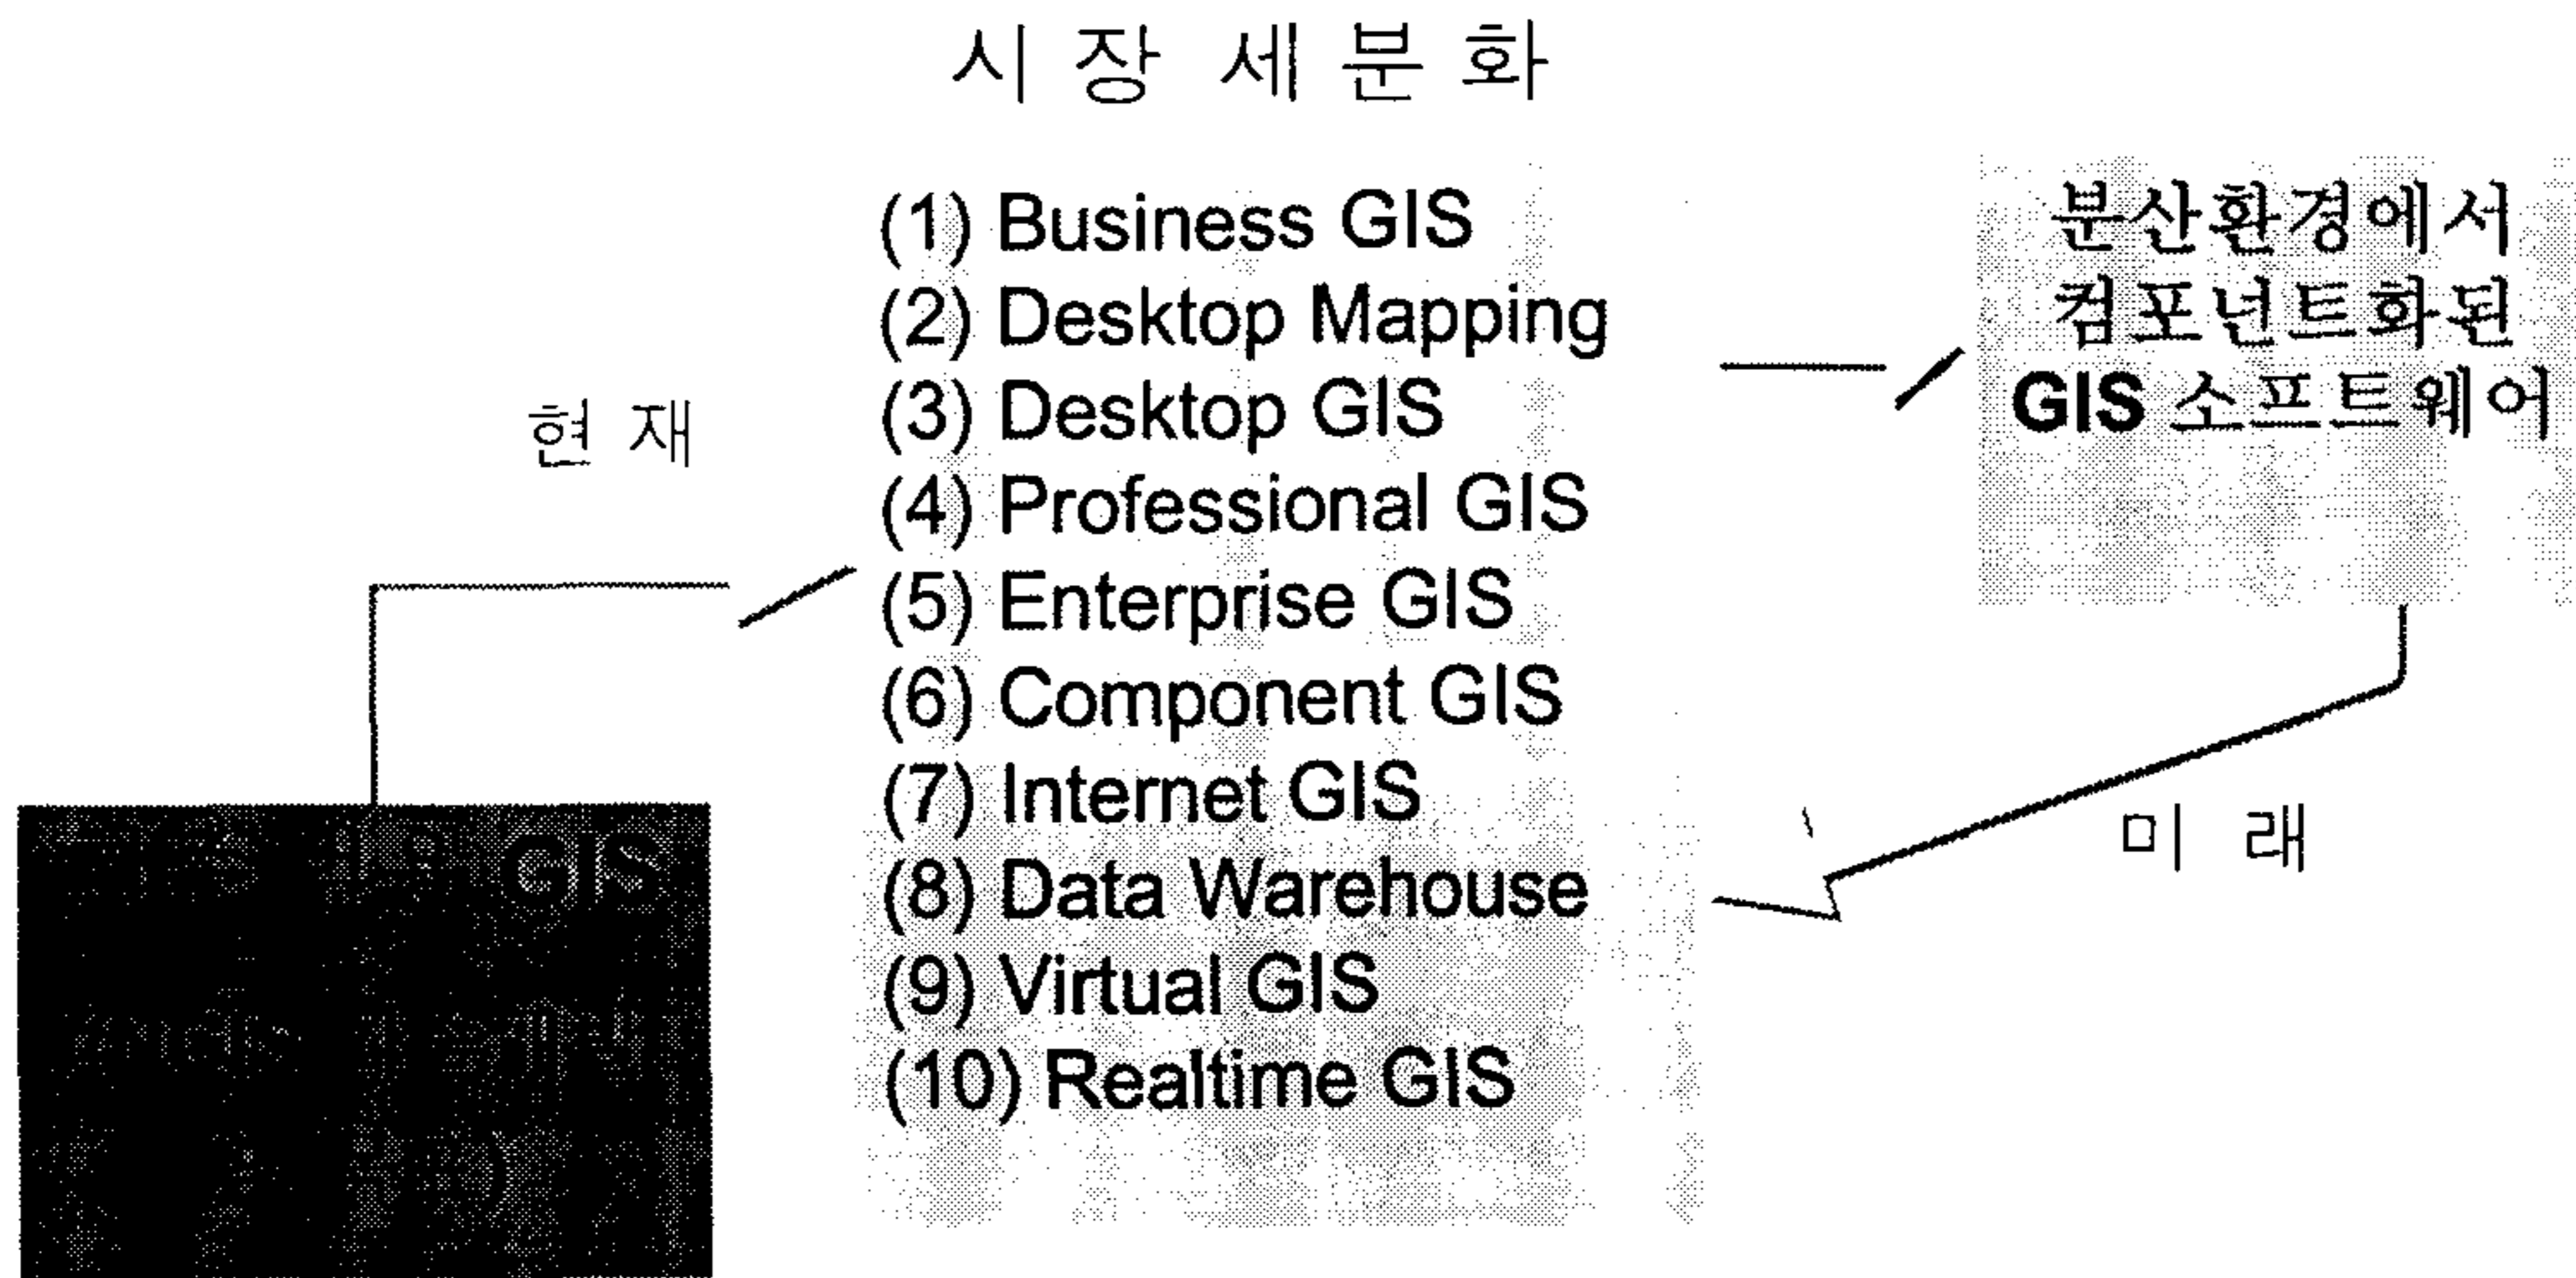 시장 세분화
현재
(1) Business GIS
(2) Desktop Mapping
(3) Desktop GIS
(4) Professional GIS
(5) Enterprise GIS
(6) Component GIS
(7) Internet GIS
(8) Data Warehouse
(9) Virtual GIS
(10) Realtime GIS
분산환경에서
컴포넌트화된
GIS 소프트웨어
미래
GIS